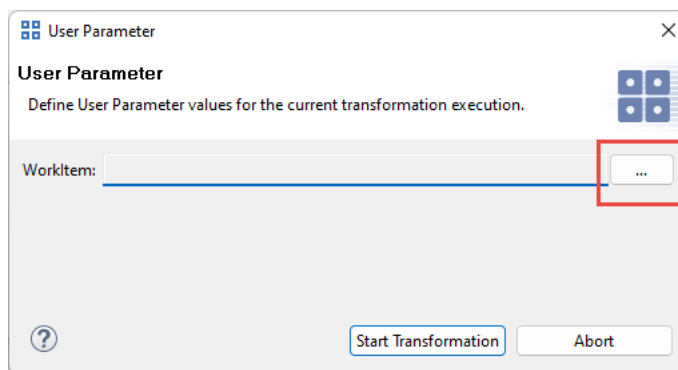 User Parameter
User Parameter
Define User Parameter values for the current transformation execution.
WorkItem:
...
?
Start Transformation
Abort